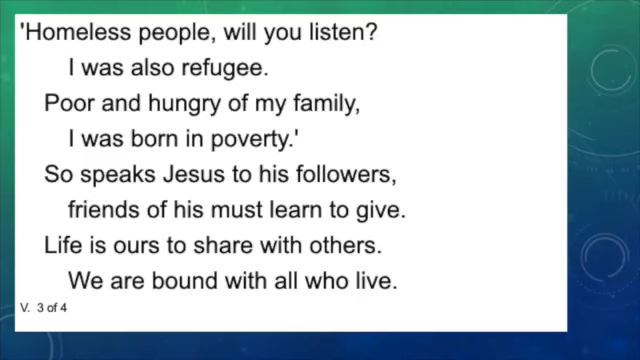 'Homeless people, will you listen?
I was also refugee.
Poor and hungry of my family,
I was born in poverty.'
So speaks Jesus to his followers,
friends of his must learn to give.
Life is ours to share with others.
We are bound with all who live.
V. 3 of 4